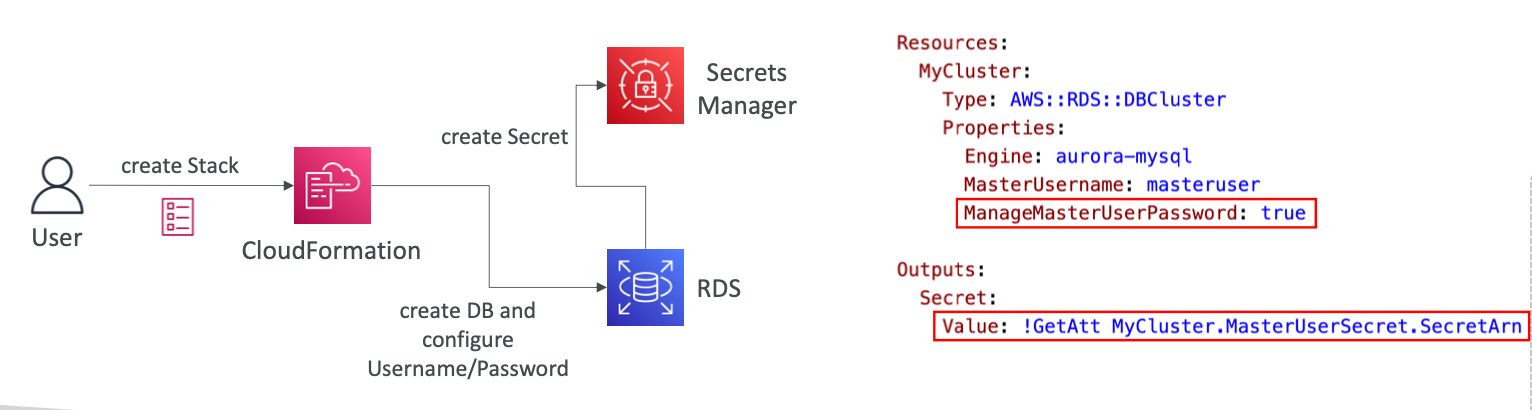 create Stack
User
CloudFormation
create DB and
configure
Username/Password
create Secret
Secrets
Manager
RDS
Resources:
MyCluster:
Type: AWS::RDS::DBCluster
Properties:
Engine: aurora-mysql
MasterUsername: masteruser
ManageMasterUserPassword: true
Outputs:
Secret:
Value: !GetAtt MyCluster.MasterUserSecret.SecretArn